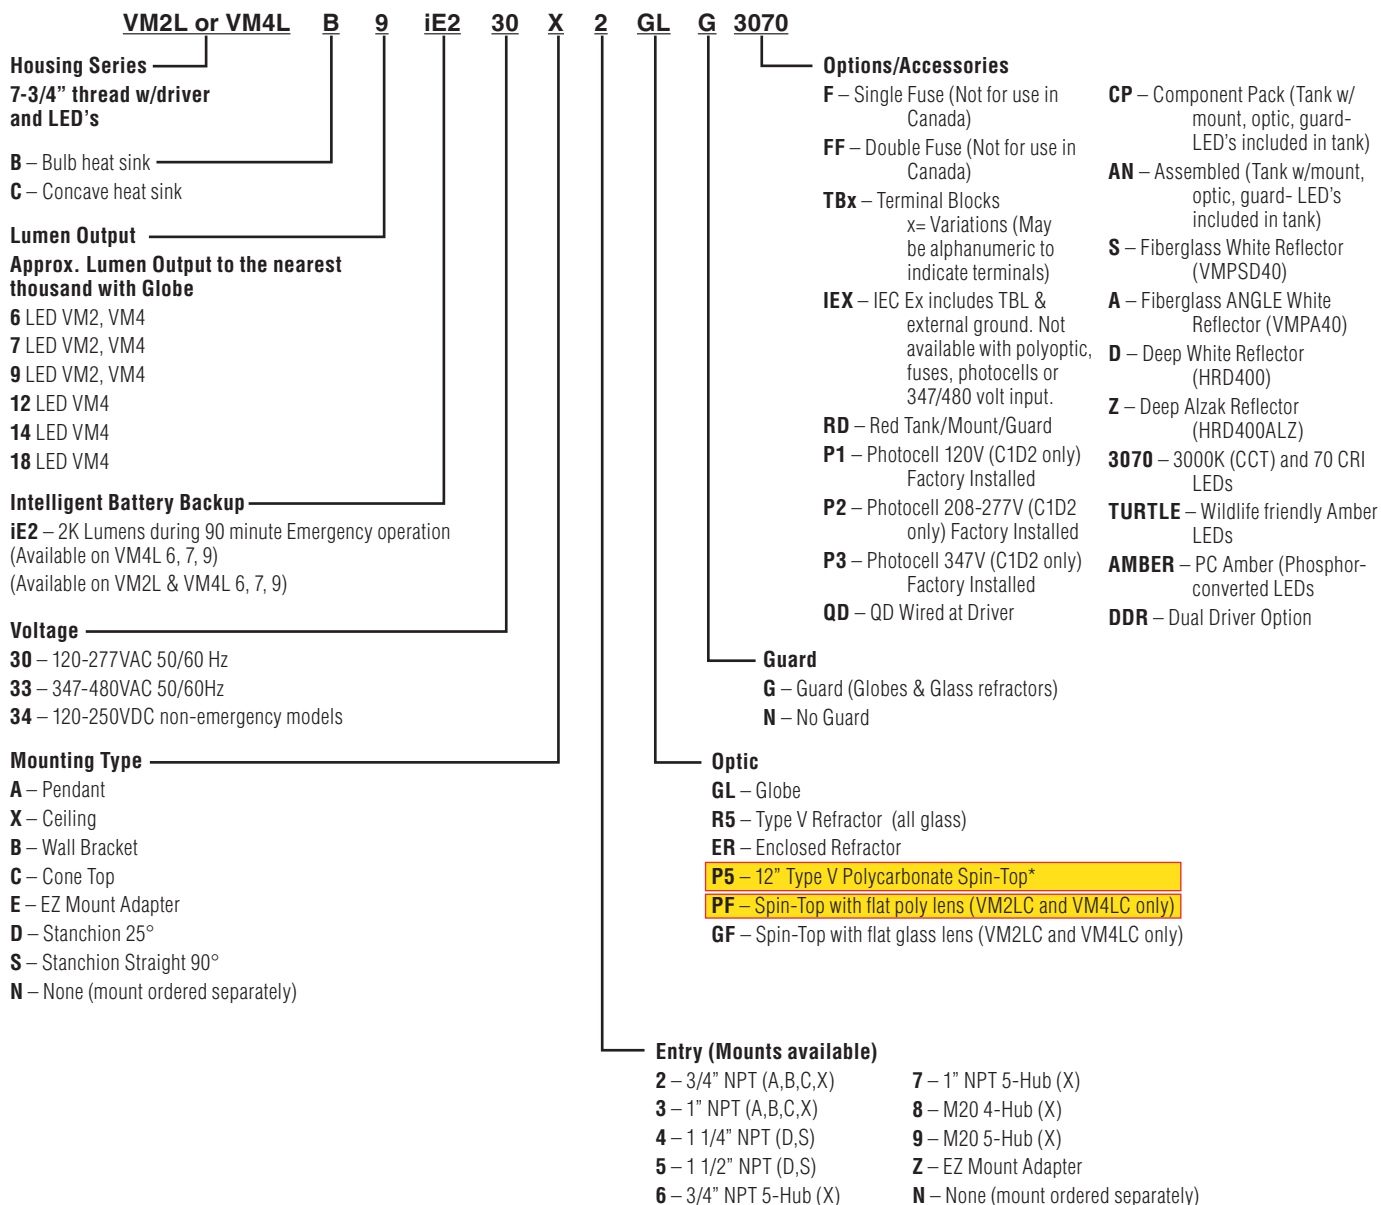 VM2L or VM4L B 9 iE2 30 X 2 GL G 3070
Housing Series
7-3/4” thread w/driver
and LED’s
B – Bulb heat sink
C – Concave heat sink
Lumen Output
Approx. Lumen Output to the nearest
thousand with Globe
6 LED VM2, VM4
7 LED VM2, VM4
9 LED VM2, VM4
12 LED VM4
14 LED VM4
18 LED VM4
Intelligent Battery Backup
iE2 – 2K Lumens during 90 minute Emergency operation
(Available on VM4L 6, 7, 9)
(Available on VM2L & VM4L 6, 7, 9)
Voltage
30 – 120-277VAC 50/60 Hz
33 – 347-480VAC 50/60Hz
34 – 120-250VDC non-emergency models
Mounting Type
A – Pendant
X – Ceiling
B – Wall Bracket
C – Cone Top
E – EZ Mount Adapter
D – Stanchion 25°
S – Stanchion Straight 90°
N – None (mount ordered separately)
Options/Accessories
F – Single Fuse (Not for use in
Canada)
FF – Double Fuse (Not for use in
Canada)
TBx – Terminal Blocks
x= Variations (May
be alphanumeric to
indicate terminals)
IEX – IEC Ex includes TBL &
external ground. Not
available with polyoptic,
fuses, photocells or
347/480 volt input.
RD – Red Tank/Mount/Guard
P1 – Photocell 120V (C1D2 only)
Factory Installed
P2 – Photocell 208-277V (C1D2
only) Factory Installed
P3 – Photocell 347V (C1D2 only)
Factory Installed
QD – QD Wired at Driver
CP – Component Pack (Tank w/
mount, optic, guard-
LED’s included in tank)
AN – Assembled (Tank w/mount,
optic, guard- LED’s
included in tank)
S – Fiberglass White Reflector
(VMPSD40)
A – Fiberglass ANGLE White
Reflector (VMPA40)
D – Deep White Reflector
(HRD400)
Z – Deep Alzak Reflector
(HRD400ALZ)
3070 – 3000K (CCT) and 70 CRI
LEDs
TURTLE – Wildlife friendly Amber
LEDs
AMBER – PC Amber (Phosphor-
converted LEDs
DDR – Dual Driver Option
Guard
G – Guard (Globes & Glass refractors)
N – No Guard
Optic
GL – Globe
R5 – Type V Refractor (all glass)
ER – Enclosed Refractor
P5 – 12” Type V Polycarbonate Spin-Top*
PF – Spin-Top with flat poly lens (VM2LC and VM4LC only)
GF – Spin-Top with flat glass lens (VM2LC and VM4LC only)
Entry (Mounts available)
2 – 3/4” NPT (A,B,C,X)
3 – 1” NPT (A,B,C,X)
4 – 1 1/4” NPT (D,S)
5 – 1 1/2” NPT (D,S)
6 – 3/4” NPT 5-Hub (X)
7 – 1” NPT 5-Hub (X)
8 – M20 4-Hub (X)
9 – M20 5-Hub (X)
Z – EZ Mount Adapter
N – None (mount ordered separately)